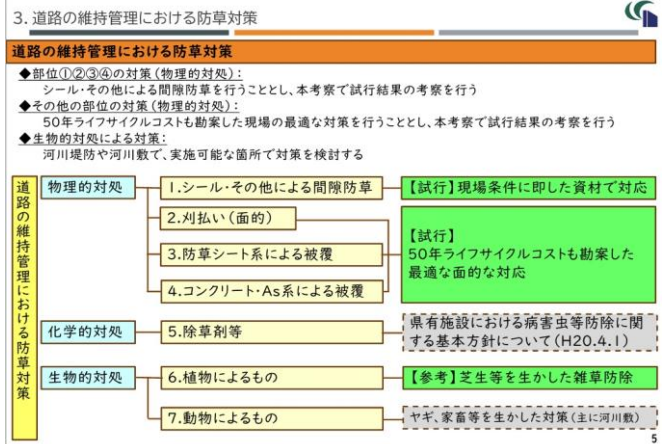 3. 道路の維持管理における防草対策
道路の維持管理における防草対策
◆部位①②③④の対策(物理的対処):
シール・その他による間隙防草を行うこととし、本考察で試行結果の考察を行う
◆その他の部位の対策(物理的対処):
50年ライフサイクルコストも勘案した現場の最適な対策を行うこととし、本考察で試行結果の考察を行う
◆生物的対処による対策:
河川堤防や河川敷で、実施可能な箇所で対策を検討する
道路の維持管理における防草対策
物理的対処
1.シール・その他による間隙防草
【試行】現場条件に即した資材で対応
2.刈払い(面的)
3.防草シート系による被覆
4.コンクリート・As系による被覆
【試行】
50年ライフサイクルコストも勘案した
最適な面的な対応
化学的対処
5.除草剤等
県有施設における病害虫等防除に関
する基本方針について(H20.4.1)
生物的対処
6.植物によるもの
【参考】芝生等を生かした雑草防除
7.動物によるもの
ヤギ、家畜等を生かした対策(主に河川敷)
5